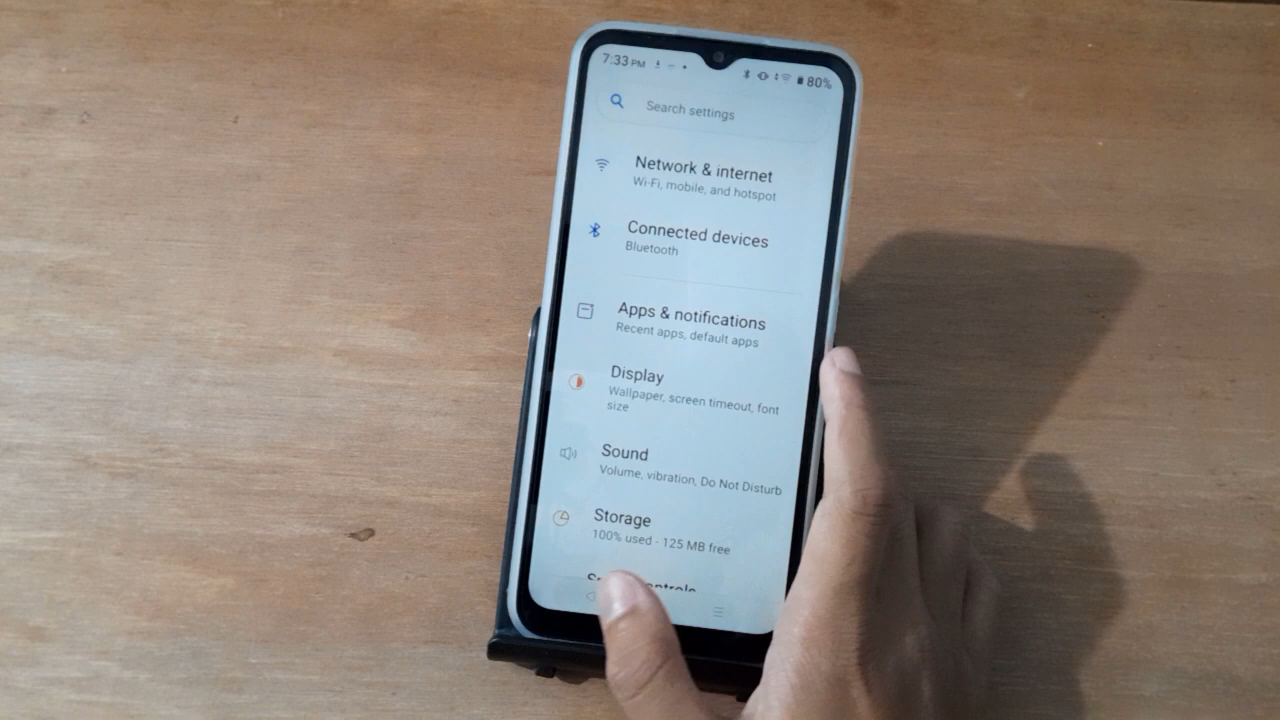 7:33 PM 80%
Search settings
Network & internet
Wi-Fi, mobile, and hotspot
Connected devices
Bluetooth
Apps & notifications
Recent apps, default apps
Display
Wallpaper, screen timeout, font
size
Sound
Volume, vibration, Do Not Disturb
Storage
100% used - 125 MB free